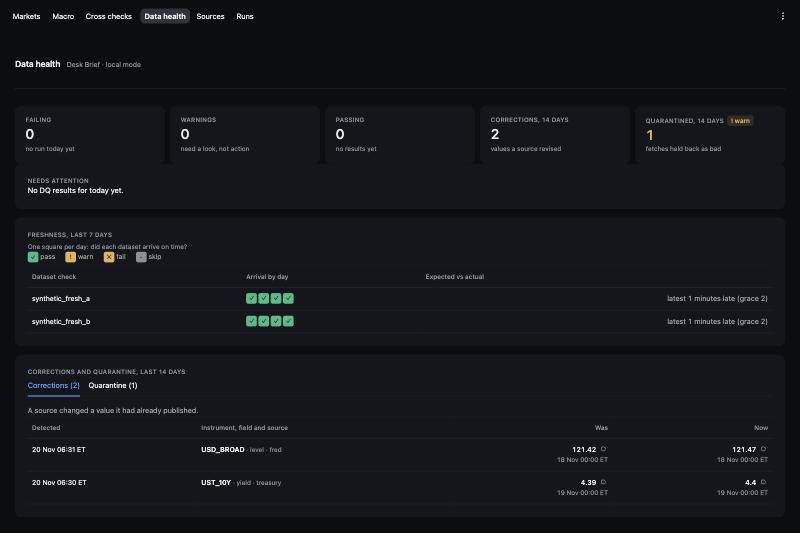 Markets Macro Cross checks Data health Sources Runs
Data health Desk Brief · local mode
FAILING
0
no run today yet
WARNINGS
0
need a look, not action
PASSING
0
no results yet
CORRECTIONS, 14 DAYS
2
values a source revised
QUARANTINED, 14 DAYS ! warn
1
fetches held back as bad
NEEDS ATTENTION
No DQ results for today yet.
FRESHNESS, LAST 7 DAYS
One square per day: did each dataset arrive on time?
✓ pass ! warn × fail · skip
Dataset check Arrival by day Expected vs actual
synthetic_fresh_a ✓ ✓ ✓ ✓ latest 1 minutes late (grace 2)
synthetic_fresh_b ✓ ✓ ✓ ✓ latest 1 minutes late (grace 2)
CORRECTIONS AND QUARANTINE, LAST 14 DAYS
Corrections (2) Quarantine (1)
A source changed a value it had already published.
Detected Instrument, field and source Was Now
20 Nov 06:31 ET USD_BROAD · level · fred 121.42 121.47
18 Nov 00:00 ET 18 Nov 00:00 ET
20 Nov 06:30 ET UST_10Y · yield · treasury 4.39 4.4
19 Nov 00:00 ET 19 Nov 00:00 ET